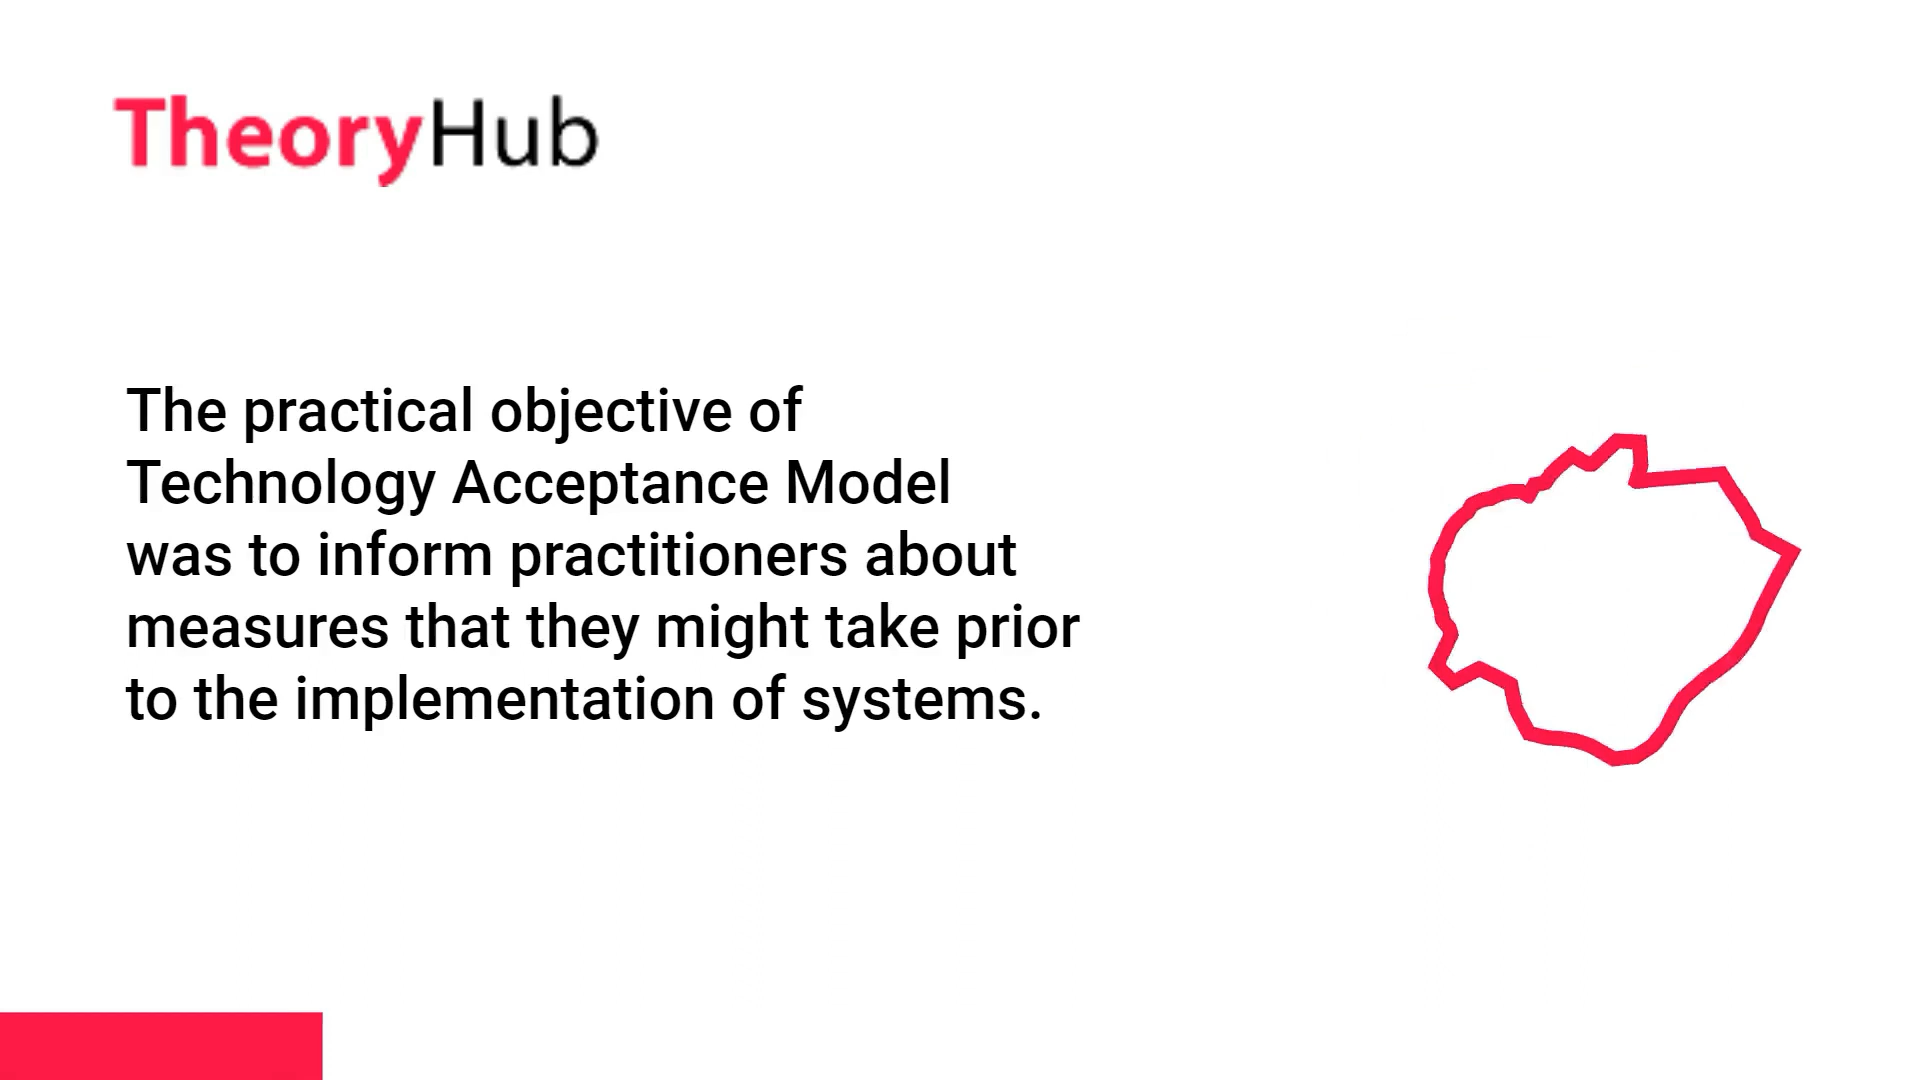 TheoryHub
The practical objective of
Technology Acceptance Model
was to inform practitioners about
measures that they might take prior
to the implementation of systems.